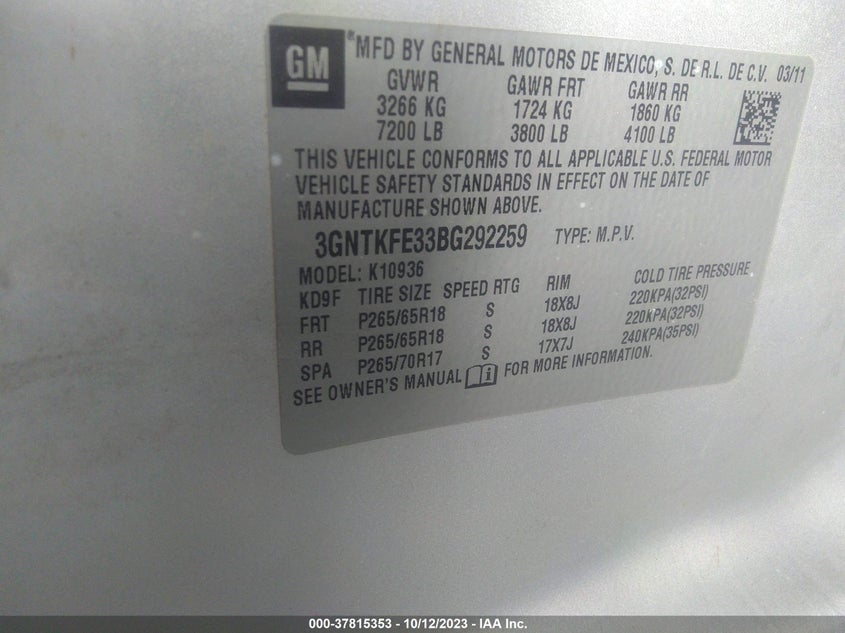 GM
®MFD BY GENERAL MOTORS DE MEXICO, S. DE R.L. DE C.V. 03/11
GVWR GAWR FRT GAWR RR
3266 KG 1724 KG 1860 KG
7200 LB 3800 LB 4100 LB
THIS VEHICLE CONFORMS TO ALL APPLICABLE U.S. FEDERAL MOTOR
VEHICLE SAFETY STANDARDS IN EFFECT ON THE DATE OF
MANUFACTURE SHOWN ABOVE.
3GNTKFE33BG292259 TYPE: M.P.V.
MODEL: K10936
KD9F TIRE SIZE SPEED RTG RIM COLD TIRE PRESSURE
FRT P265/65R18 S 18X8J 220KPA(32PSI)
RR P265/65R18 S 18X8J 220KPA(32PSI)
SPA P265/70R17 S 17X7J 240KPA(35PSI)
SEE OWNER'S MANUAL i FOR MORE INFORMATION.
000-37815353 - 10/12/2023 - IAA Inc.